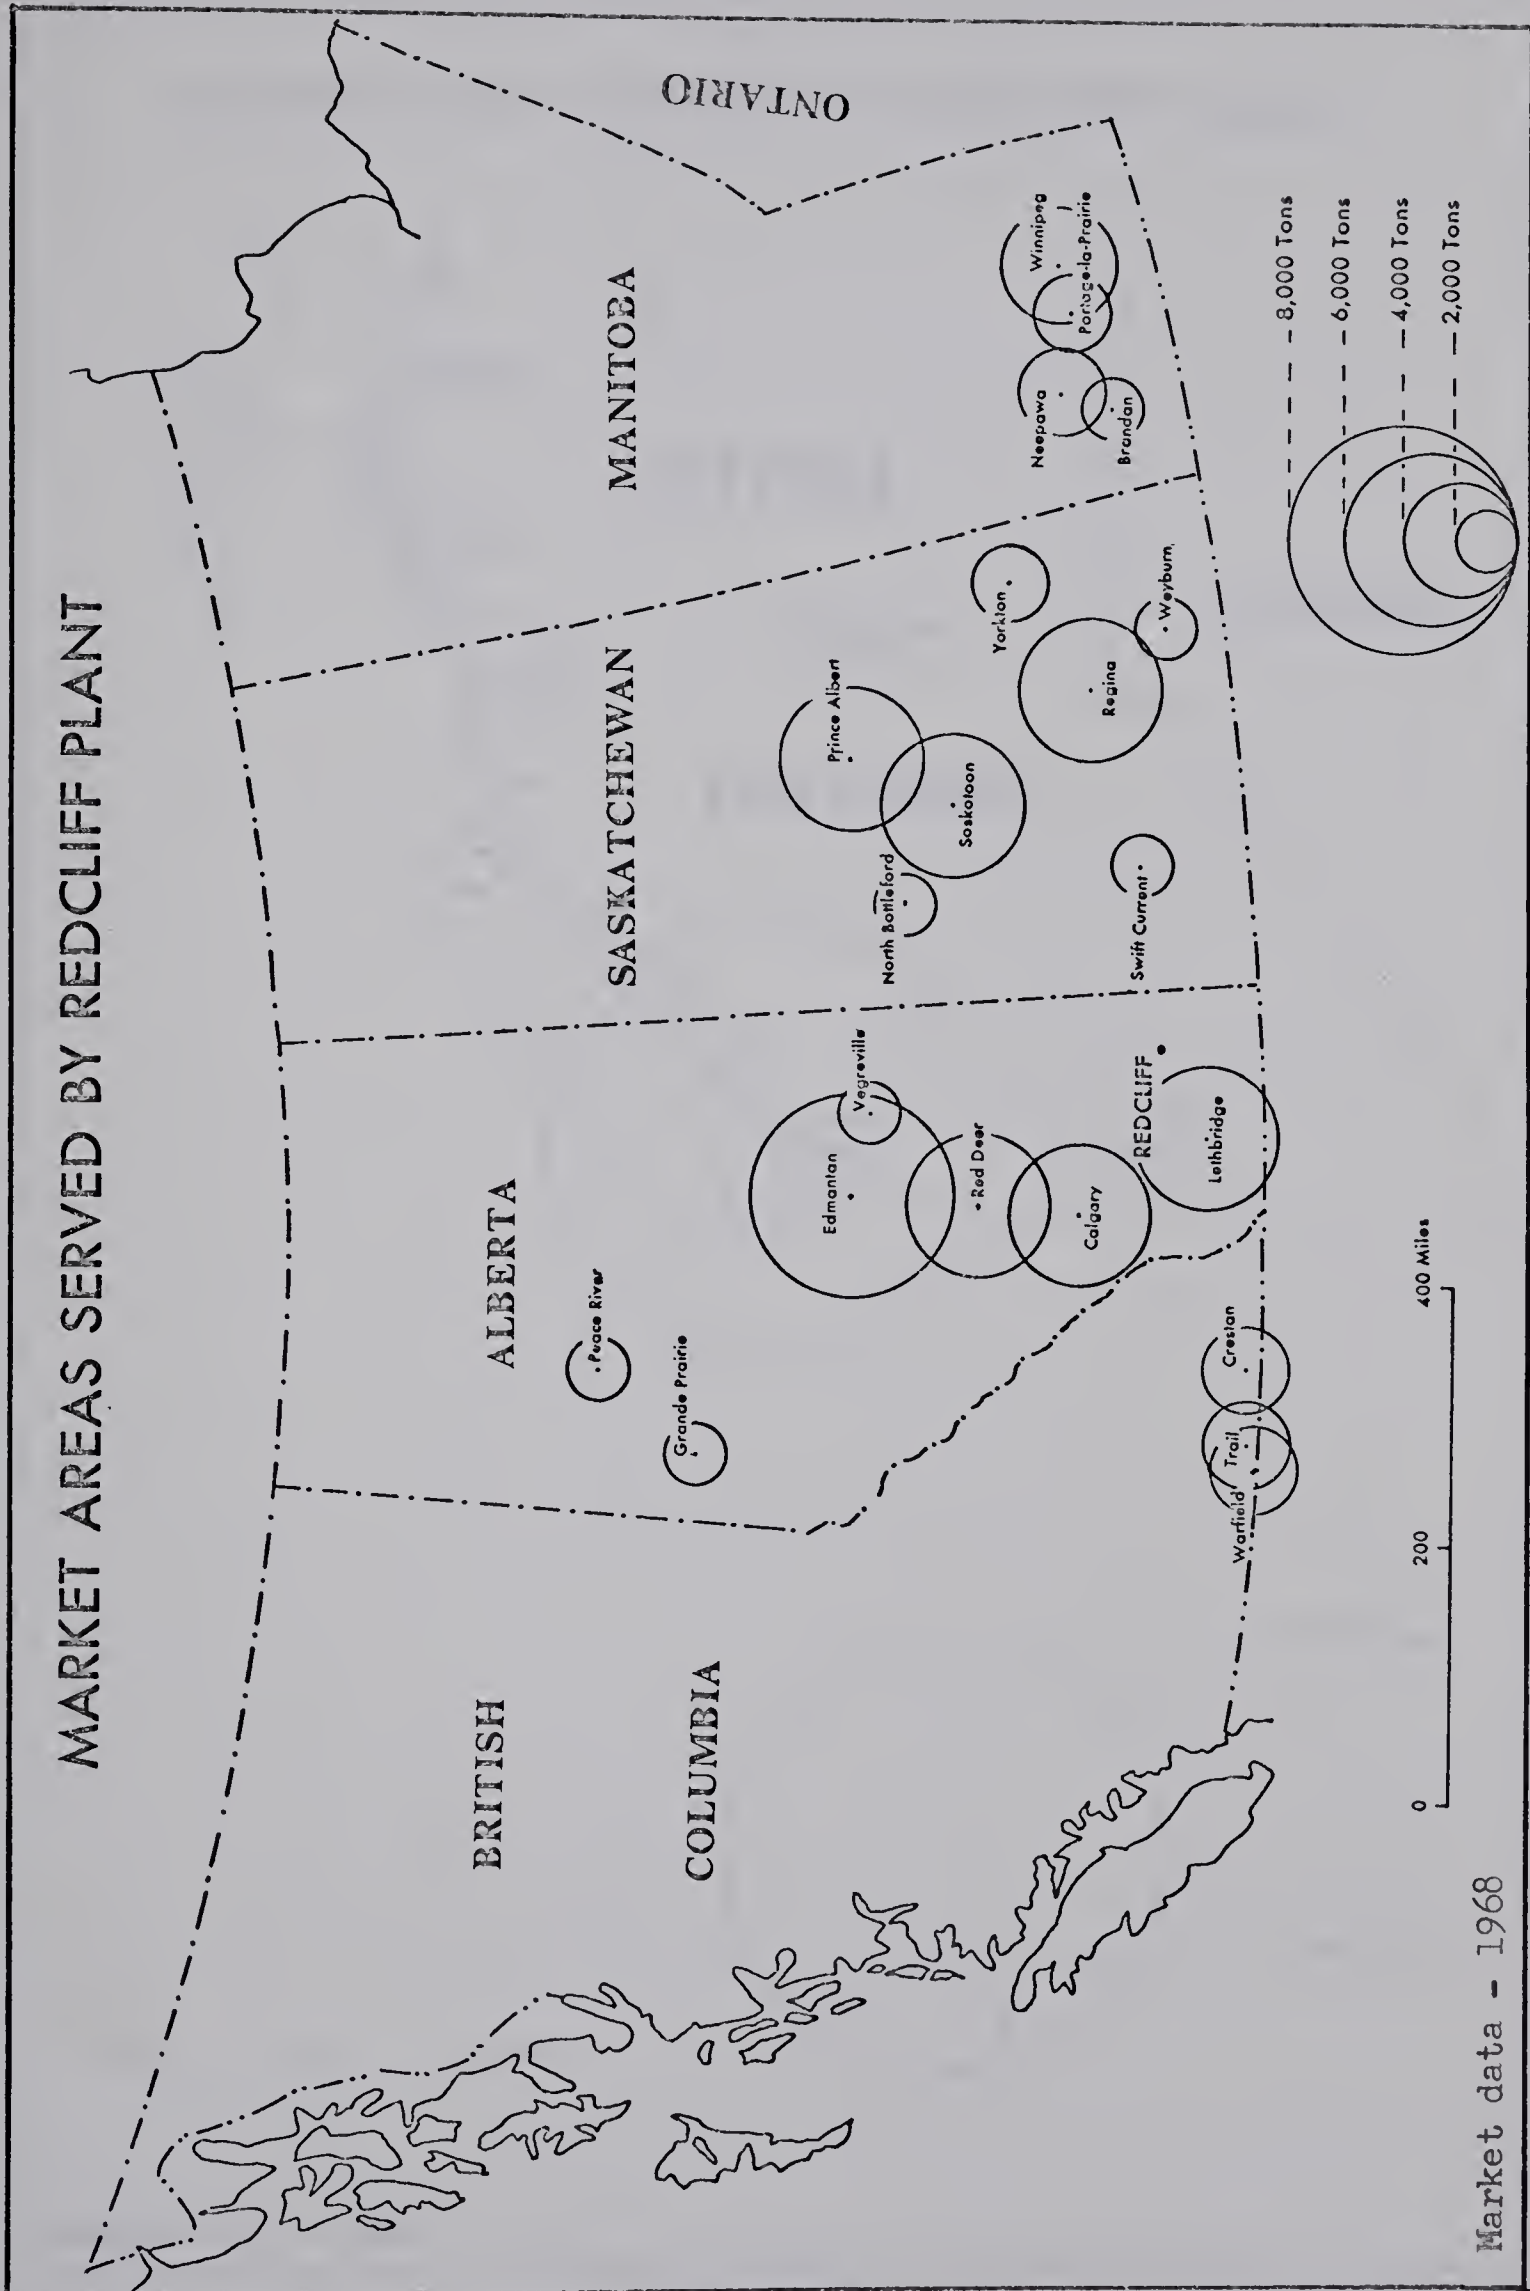 MARKET AREAS SERVED BY REDCLIFF PLANT
BRITISH
COLUMBIA
ALBERTA
SASKATCHEWAN
MANITOBA
ONTARIO
Peace River
Grande Prairie
Edmonton
Vegreville
Red Deer
Calgary
REDCLIFF
Lethbridge
Creston
Trail
Warfield
Prince Albert
North Battleford
Saskatoon
Swift Current
Yorkton
Regina
Weyburn
Neepawa
Brandon
Winnipeg
Portage-la-Prairie
8,000 Tons
6,000 Tons
4,000 Tons
2,000 Tons
0 200 400 Miles
Market data - 1968